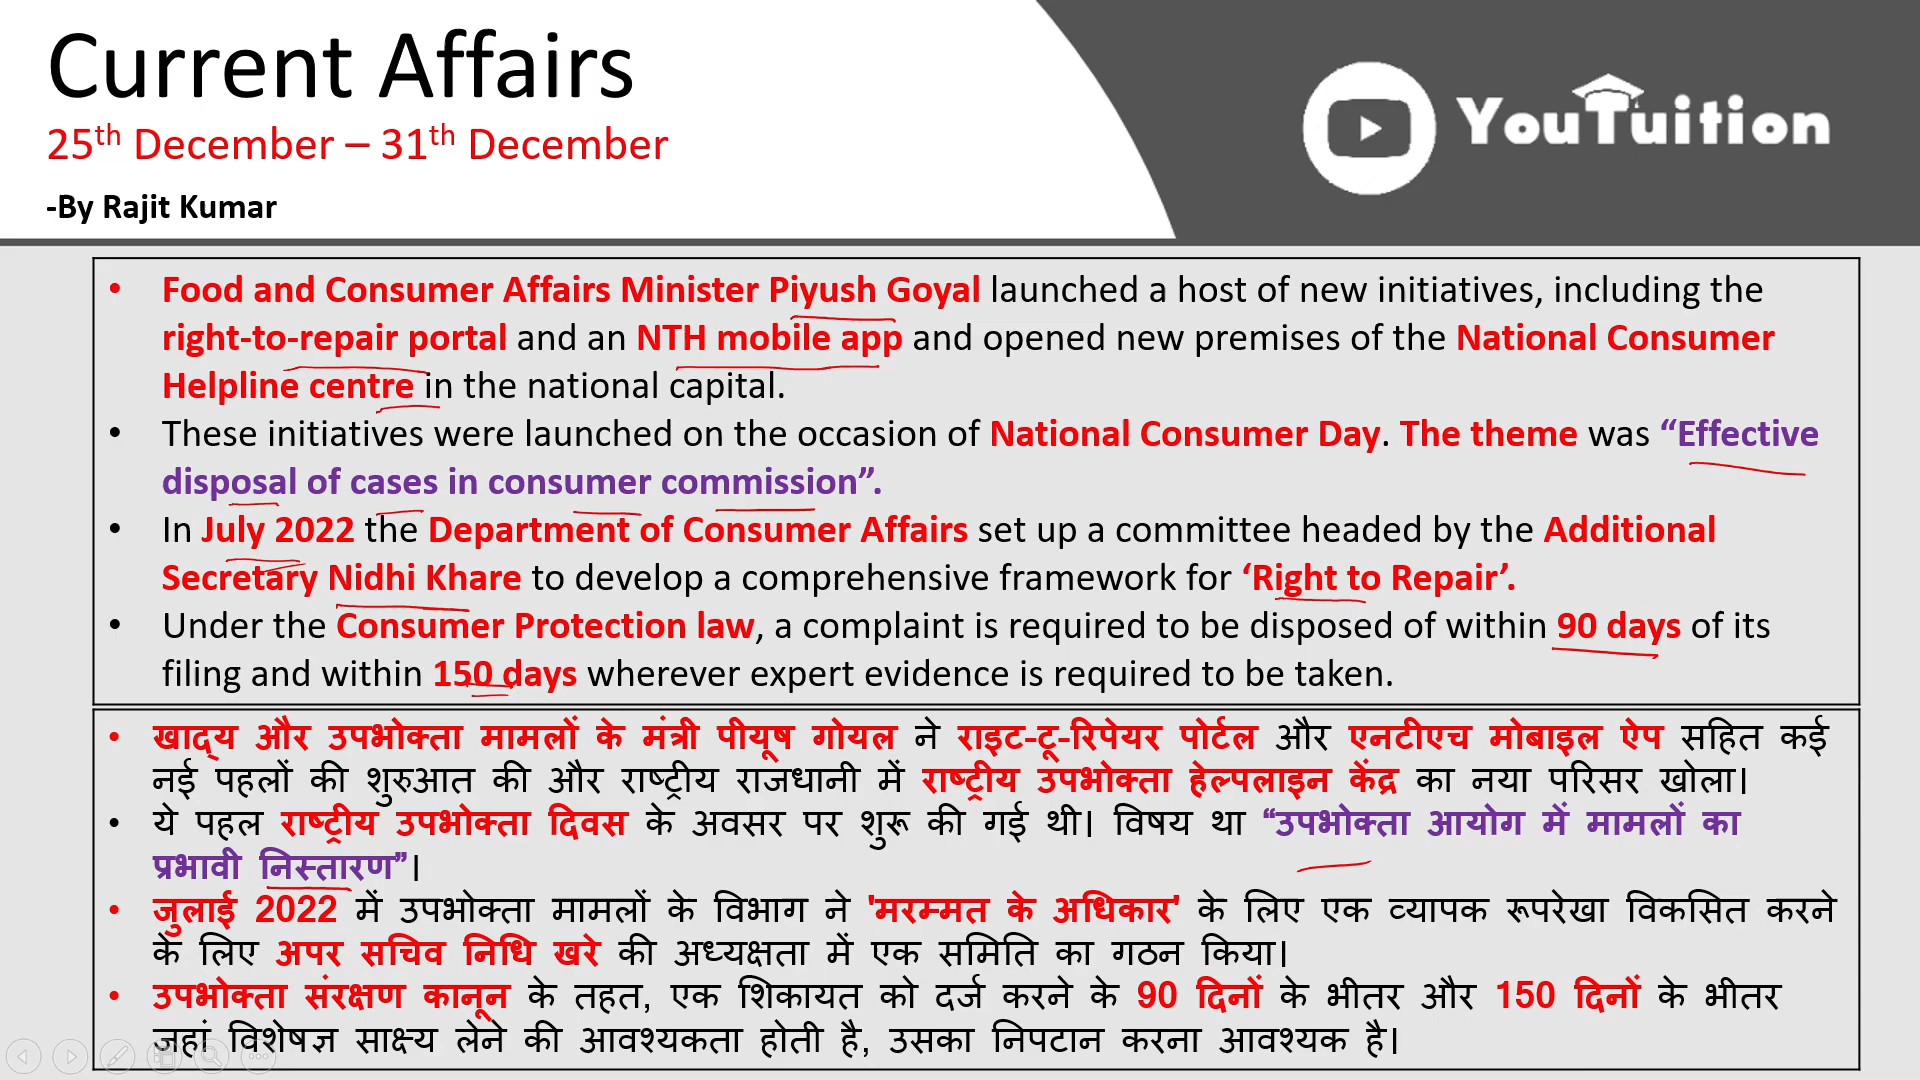 Current Affairs
25th December – 31th December
-By Rajit Kumar
YouTuition
• Food and Consumer Affairs Minister Piyush Goyal launched a host of new initiatives, including the
right-to-repair portal and an NTH mobile app and opened new premises of the National Consumer
Helpline centre in the national capital.
• These initiatives were launched on the occasion of National Consumer Day. The theme was “Effective
disposal of cases in consumer commission”.
• In July 2022 the Department of Consumer Affairs set up a committee headed by the Additional
Secretary Nidhi Khare to develop a comprehensive framework for ‘Right to Repair’.
• Under the Consumer Protection law, a complaint is required to be disposed of within 90 days of its
filing and within 150 days wherever expert evidence is required to be taken.
• खाद्य और उपभोक्ता मामलों के मंत्री पीयूष गोयल ने राइट-टू-रिपेयर पोर्टल और एनटीएच मोबाइल ऐप सहित कई
नई पहलों की शुरुआत की और राष्ट्रीय राजधानी में राष्ट्रीय उपभोक्ता हेल्पलाइन केंद्र का नया परिसर खोला।
• ये पहल राष्ट्रीय उपभोक्ता दिवस के अवसर पर शुरू की गई थी। विषय था “उपभोक्ता आयोग में मामलों का
प्रभावी निस्तारण”।
• जुलाई 2022 में उपभोक्ता मामलों के विभाग ने 'मरम्मत के अधिकार' के लिए एक व्यापक रूपरेखा विकसित करने
के लिए अपर सचिव निधि खरे की अध्यक्षता में एक समिति का गठन किया।
• उपभोक्ता संरक्षण कानून के तहत, एक शिकायत को दर्ज करने के 90 दिनों के भीतर और 150 दिनों के भीतर
जहां विशेषज्ञ साक्ष्य लेने की आवश्यकता होती है, उसका निपटान करना आवश्यक है।